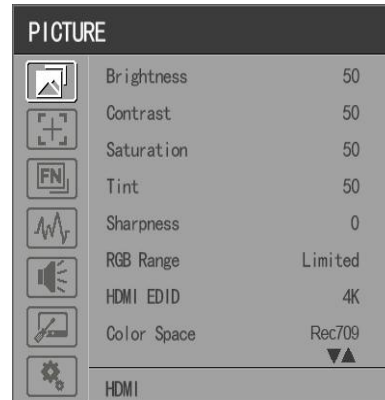 PICTURE
Brightness 50
Contrast 50
Saturation 50
FN
Tint 50
Sharpness 0
RGB Range Limited
HDMI EDID 4K
Color Space Rec709
HDMI